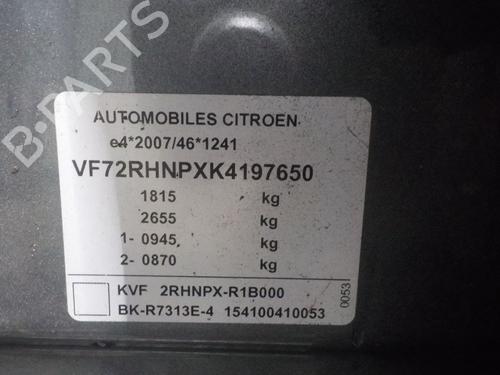 B-PARTS
AUTOMOBILES CITROEN
e4*2007/46*1241
VF72RHNPXK4197650
1815 kg
2655 kg
1- 0945 kg
2- 0870 kg
KVF 2RHNPX-R1B000
BK-R7313E-4 154100410053
0053